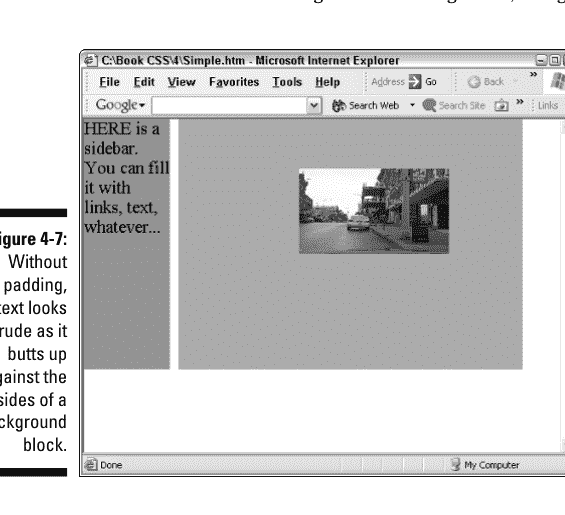 C:\Book CSS\4\Simple.htm - Microsoft Internet Explorer
File Edit View Favorites Tools Help Address Go Back »
Google Search Web Search Site » Links
HERE is a
sidebar.
You can fill
it with
links, text,
whatever...
igure 4-7:
Without
padding,
text looks
rude as it
butts up
gainst the
sides of a
ckground
block.
Done My Computer